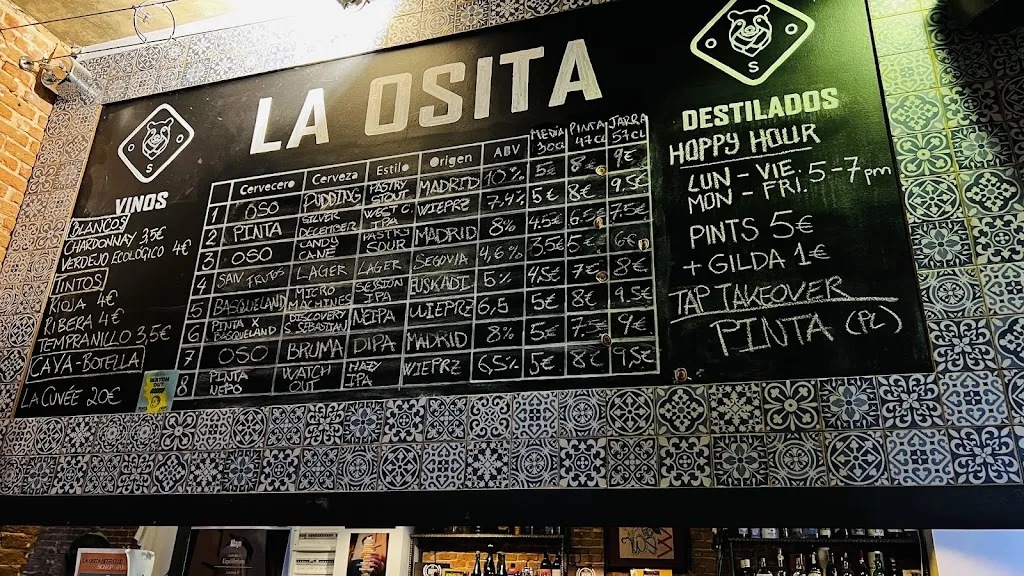 LA OSITA
VINOS
BLANCOS
CHARDONNAY 3,5€
VERDEJO ECOLÓGICO 4€
TINTOS
RIOJA 4€
RIBERA 4€
TEMPRANILLO 3,5€
CAVA-BOTELLA
LA CUVÉE 20€
WATCH OUT
Cervecero Cerveza Estilo Origen ABV MEDIA 30cl PINTA 44cl JARRA 57cl
1 OSO PUDDING PASTRY STOUT MADRID 10% 5€ 8€ 9€
2 PINTA SILVER DECEMBER WEST C. WIEPRZ 7.4% 5€ 8€ 9.5€
3 OSO CANDY CANE SOUR MADRID 8% 4.5€ 6.5€ 7.5€
4 SAN FRUTOS LAGER LAGER SEGOVIA 4,6% 3.5€ 5€ 6€
5 BASQUELAND MICRO MACHINES SESSION IPA EUSKADI 5% 4.5€ 7€ 8€
6 PINTA X BASQUELAND DISCOVERY S. SEBASTIAN NEIPA WIEPRZ 6,5 5€ 8€ 9.5€
7 OSO BRUMA DIPA MADRID 8% 5€ 7.5€ 9€
8 PINTA WATCH OUT HAZY IPA WIEPRZ 6.5% 5€ 8€ 9,5€
S
S
DESTILADOS
HOPPY HOUR
LUN - VIE.
MON - FRI. 5-7pm
PINTS 5€
+ GILDA 1€
TAP TAKEOVER
PINTA (PL)